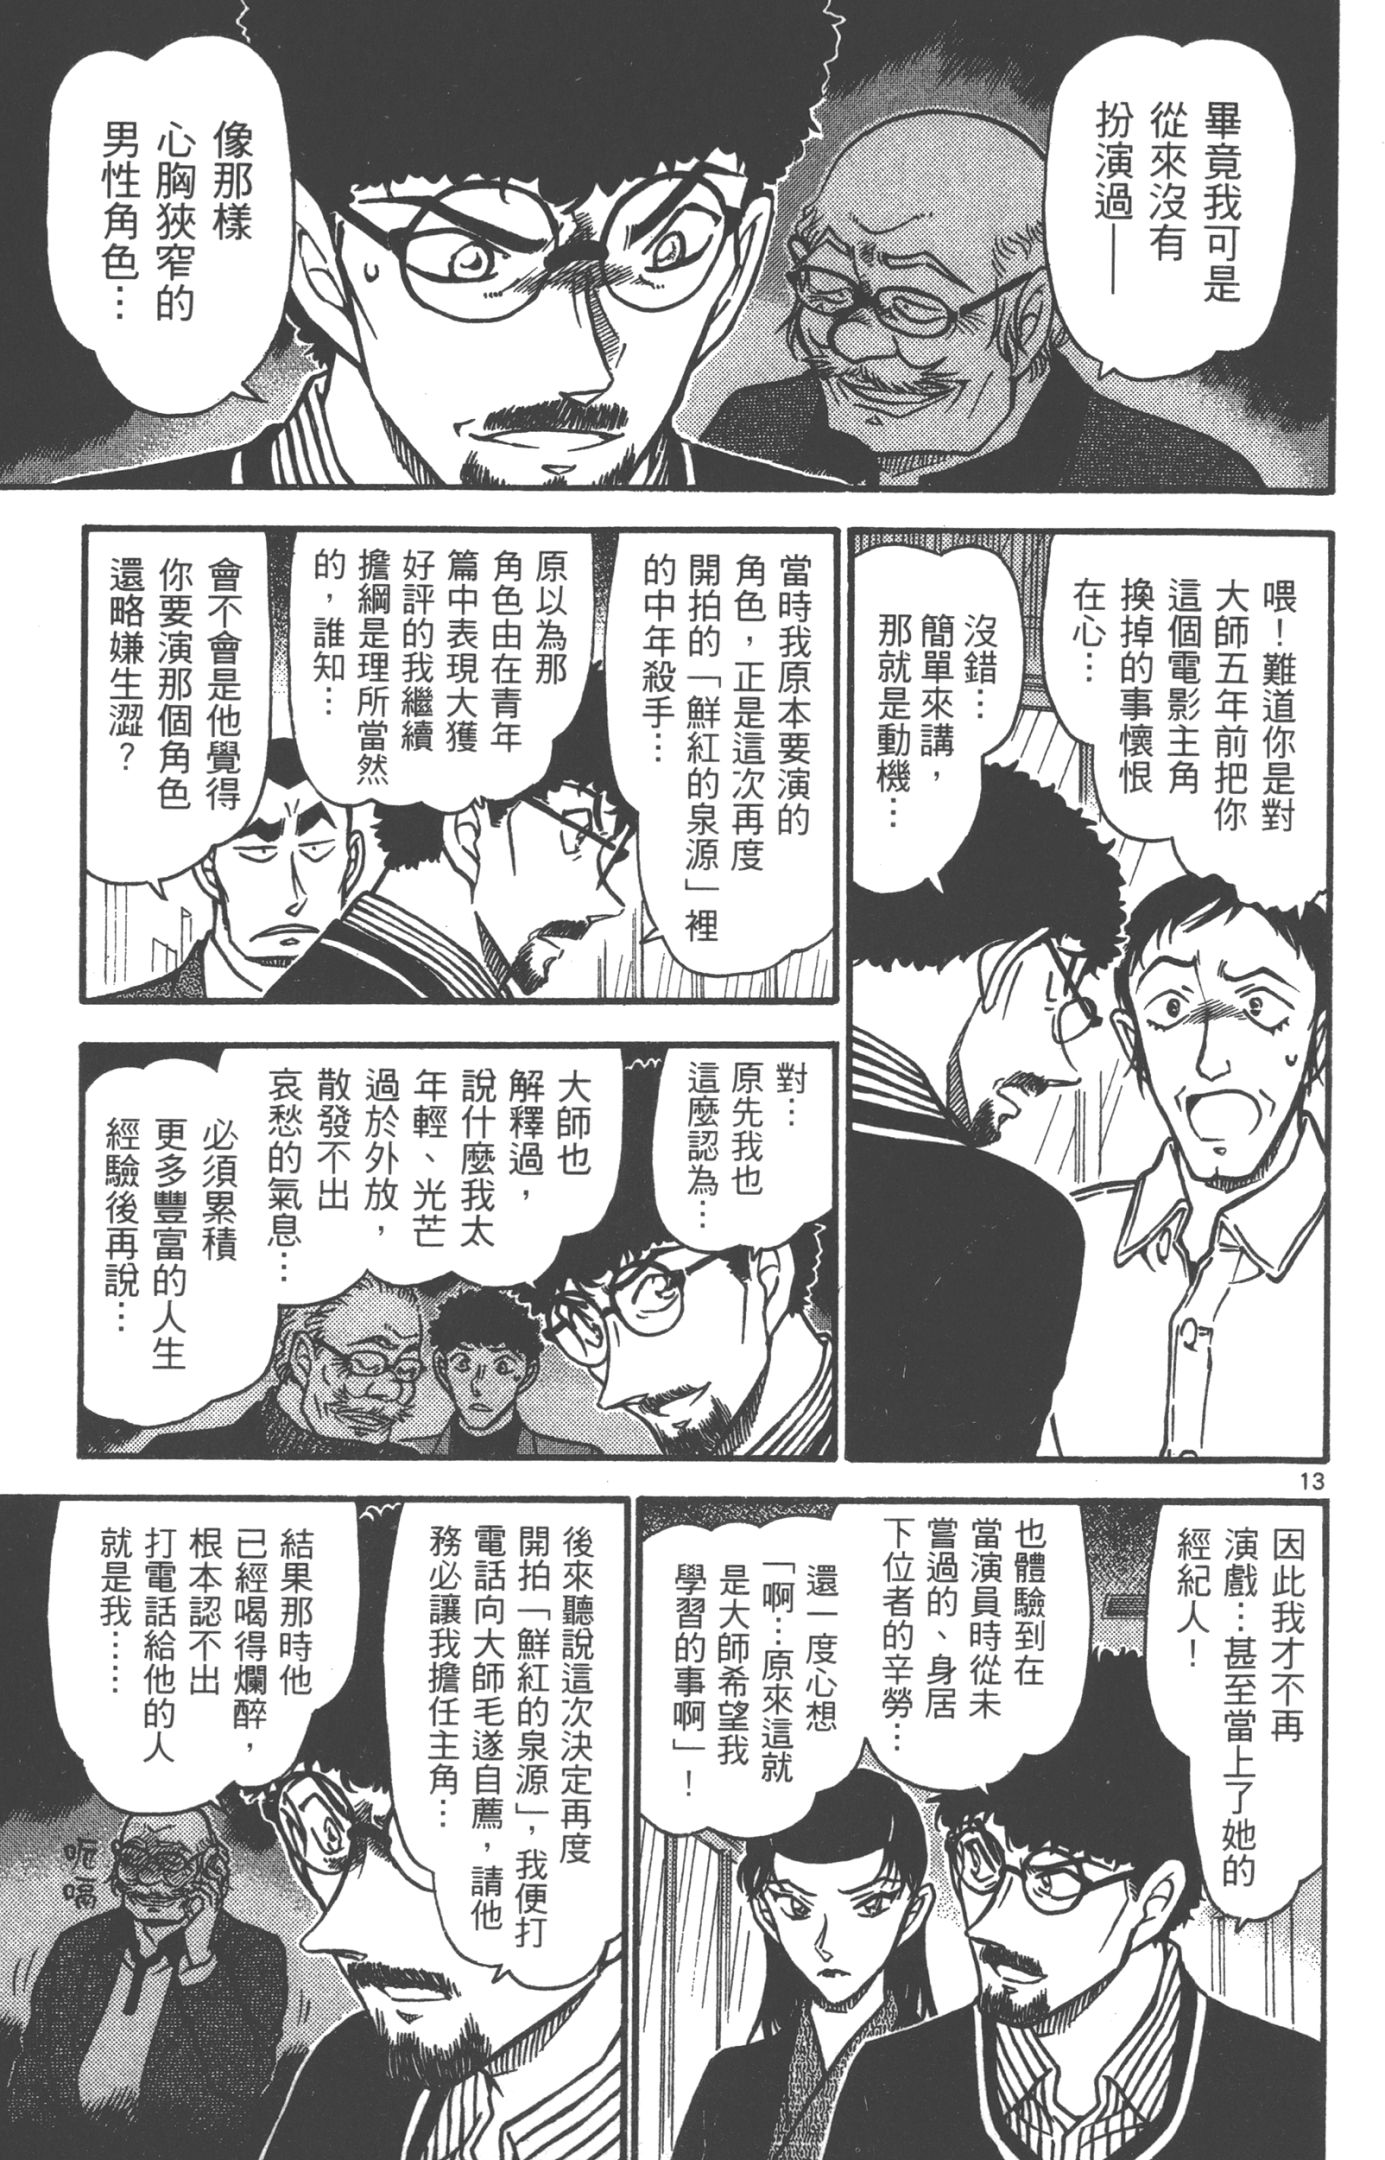 畢竟我可是
從來沒有
扮演過——
像那樣
心胸狹窄的
男性角色…
喂！難道你是對
大師五年前把你
這個電影主角
換掉的事懷恨
在心…
沒錯…
簡單來講，
那就是動機…
當時我原本要演的
角色，正是這次再度
開拍的「鮮紅的泉源」裡
的中年殺手…
原以為那
角色由在青年
篇中表現大獲
好評的我繼續
擔綱是理所當然
的，誰知…
會不會是他覺得
你要演那個角色
還略嫌生澀？
對…
原先我也
這麼認為…
大師也
解釋過，
說什麼我太
年輕、光芒
過於外放，
散發不出
哀愁的氣息…
必須累積
更多豐富的人生
經驗後再說…
13
因此我才不再
演戲…甚至當上了她的
經紀人！
也體驗到在
當演員時從未
嘗過的、身居
下位者的辛勞…
還一度心想
「啊…原來這就
是大師希望我
學習的事啊」！
後來聽說這次決定再度
開拍「鮮紅的泉源」，我便打
電話向大師毛遂自薦，請他
務必讓我擔任主角…
結果那時他
已經喝得爛醉，
根本認不出
打電話給他的人
就是我……
呃
嗝